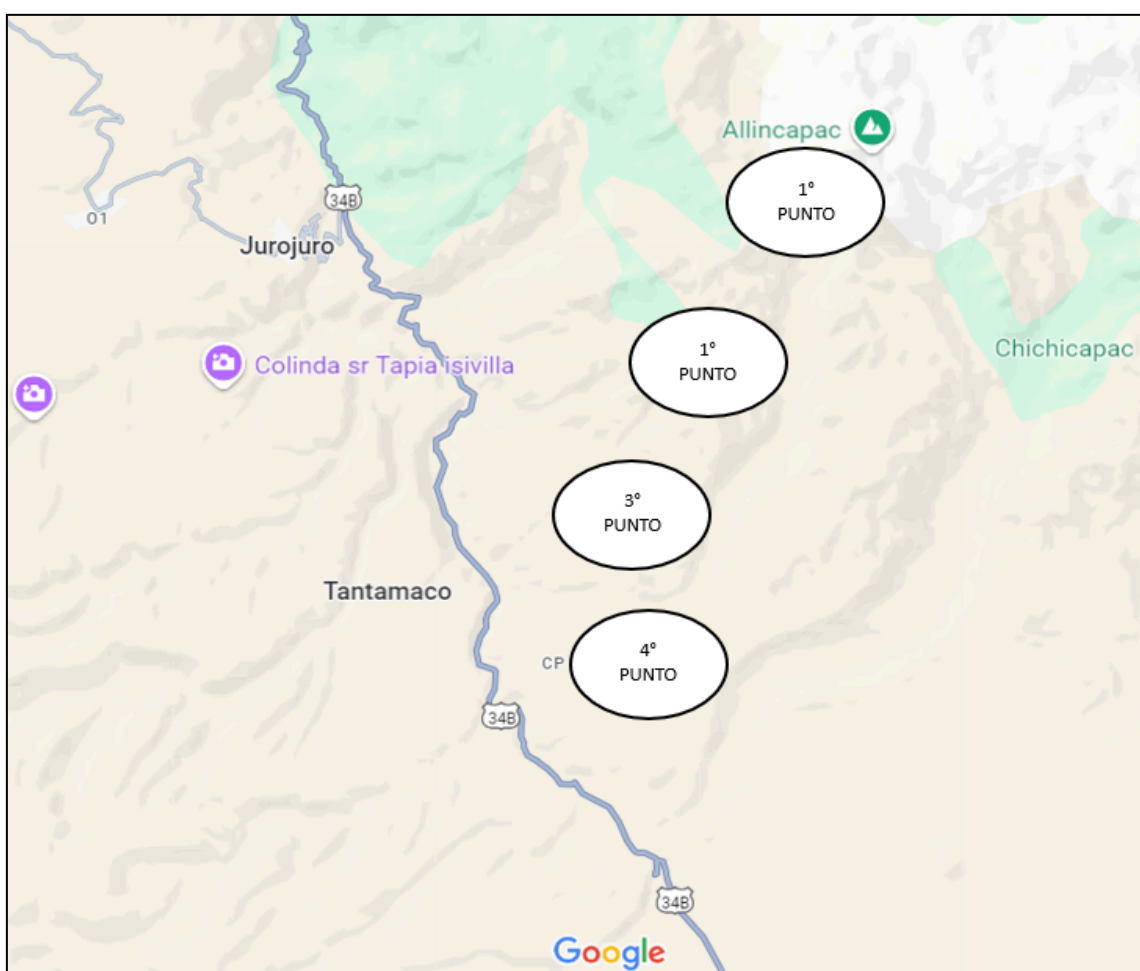 Allincapac
1°
PUNTO
34B
01
Jurojuro
1°
PUNTO
Chichicapac
Colinda sr Tapia isivilla
3°
PUNTO
Tantamaco
4°
PUNTO
CP
34B
34B
Google